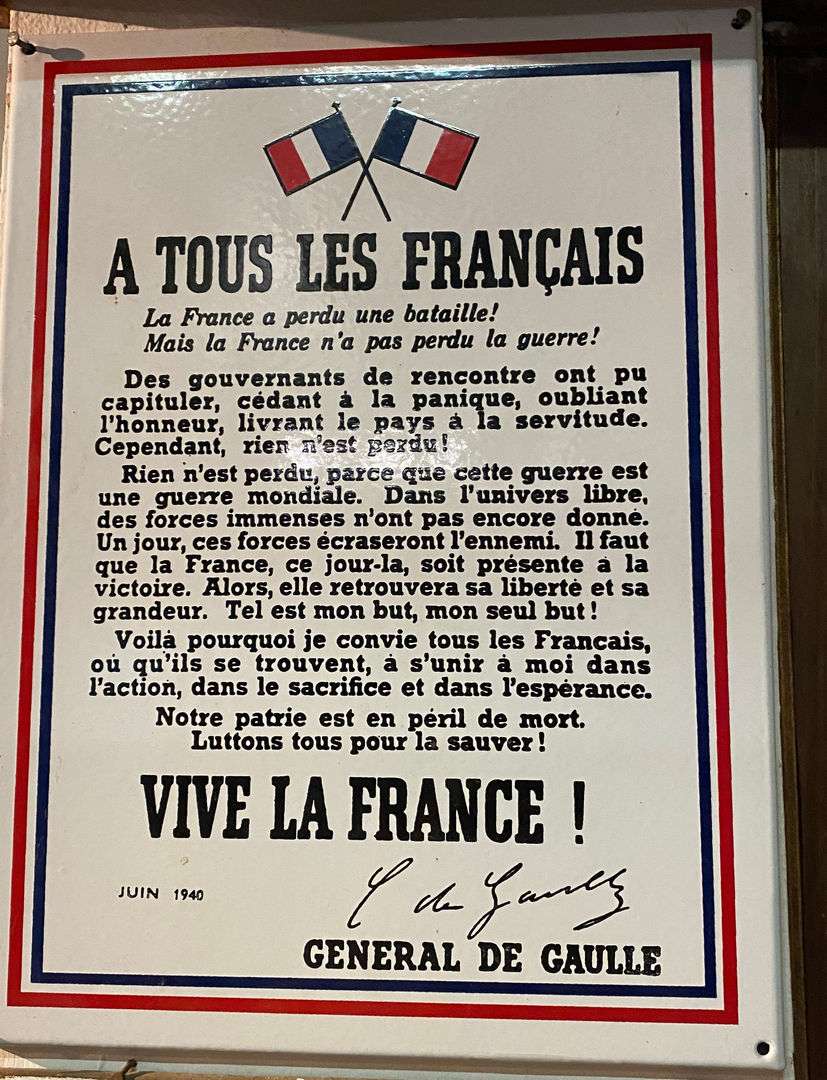 A TOUS LES FRANÇAIS
La France a perdu une bataille!
Mais la France n'a pas perdu la guerre!
Des gouvernants de rencontre ont pu
capituler, cédant à la panique, oubliant
l'honneur, livrant le pays à la servitude.
Cependant, rien n'est perdu!
Rien n'est perdu, parce que cette guerre est
une guerre mondiale. Dans l'univers libre,
des forces immenses n'ont pas encore donné.
Un jour, ces forces écraseront l'ennemi. Il faut
que la France, ce jour-la, soit présente à la
victoire. Alors, elle retrouvera sa liberté et sa
grandeur. Tel est mon but, mon seul but!
Voilà pourquoi je convie tous les Francais,
où qu'ils se trouvent, à s'unir à moi dans
l'action, dans le sacrifice et dans l'espérance.
Notre patrie est en péril de mort.
Luttons tous pour la sauver!
VIVE LA FRANCE !
JUIN 1940
C de Gaulle
GENERAL DE GAULLE